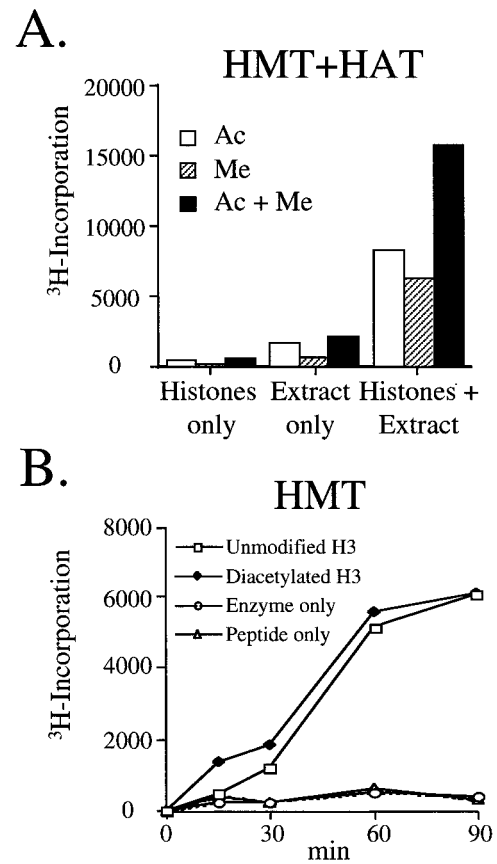 A.
HMT+HAT
³H-Incorporation
20000
15000
10000
5000
0
Ac
Me
Ac + Me
Histones only
Extract only
Histones + Extract
B.
HMT
³H-Incorporation
8000
6000
4000
2000
0
Unmodified H3
Diacetylated H3
Enzyme only
Peptide only
0 30 60 90
min